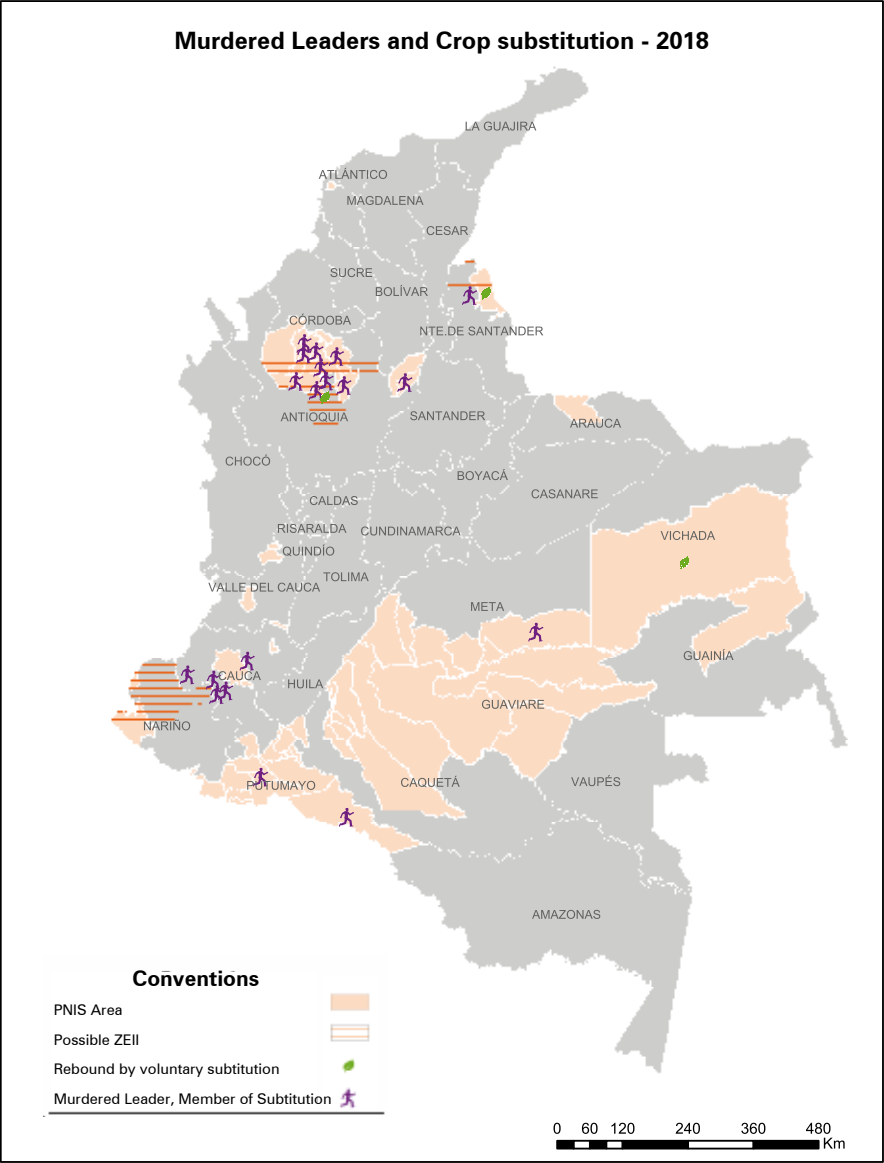 Murdered Leaders and Crop substitution - 2018
LA GUAJIRA
ATLÁNTICO
MAGDALENA
CESAR
SUCRE
BOLÍVAR
CÓRDOBA
NTE.DE SANTANDER
ANTIOQUIA
SANTANDER
ARAUCA
CHOCÓ
BOYACÁ
CASANARE
CALDAS
RISARALDA
CUNDINAMARCA
VICHADA
QUINDÍO
TOLIMA
VALLE DEL CAUCA
META
GUAINÍA
CAUCA
HUILA
GUAVIARE
NARIÑO
PUTUMAYO
CAQUETÁ
VAUPÉS
AMAZONAS
Conventions
PNIS Area
Possible ZEII
Rebound by voluntary subtitution
Murdered Leader, Member of Subtitution
0 60 120 240 360 480
Km